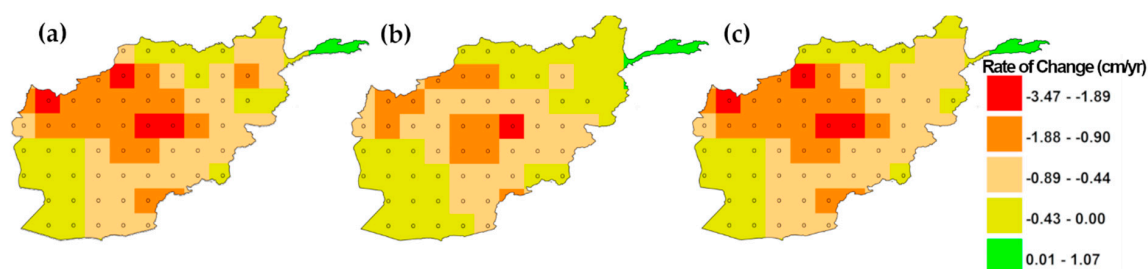 (a)
(b)
(c)
Rate of Change (cm/yr)
-3.47 - -1.89
-1.88 - -0.90
-0.89 - -0.44
-0.43 - 0.00
0.01 - 1.07